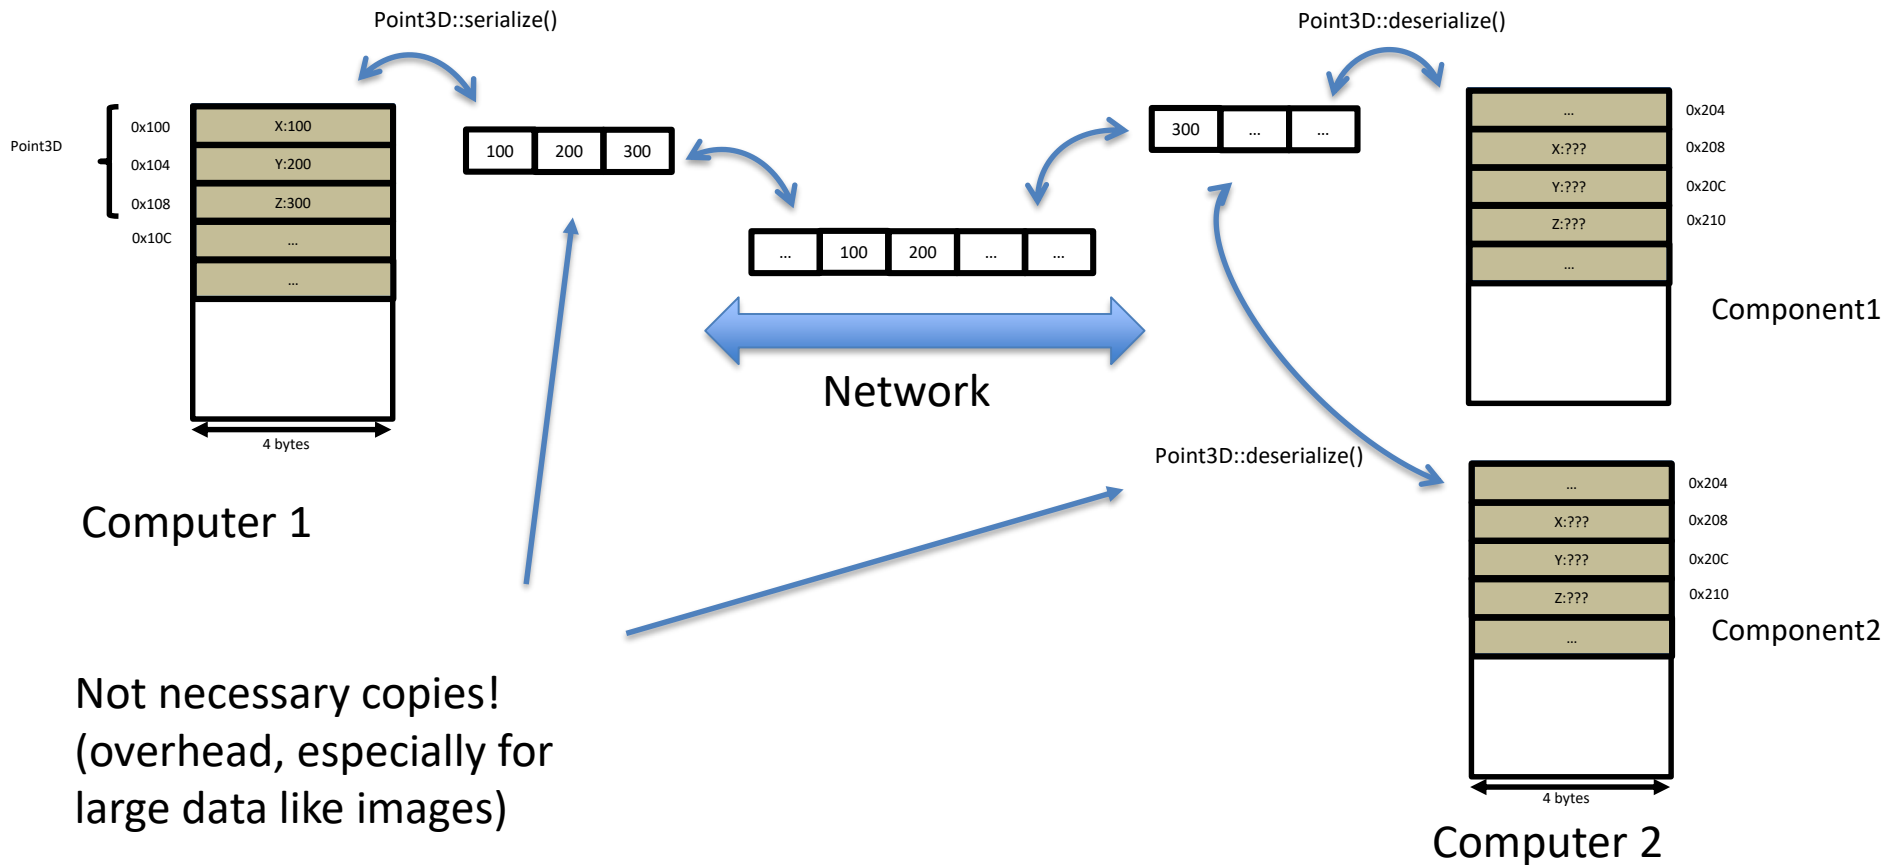 Point3D::serialize()
Point3D::deserialize()
Point3D
0x100
X:100
0x104
Y:200
0x108
Z:300
0x10C
...
...
4 bytes
Computer 1
100 200 300
... 100 200 ... ...
Network
300 ... ...
... 0x204
X:??? 0x208
Y:??? 0x20C
Z:??? 0x210
...
Component1
Point3D::deserialize()
... 0x204
X:??? 0x208
Y:??? 0x20C
Z:??? 0x210
...
Component2
4 bytes
Computer 2
Not necessary copies!
(overhead, especially for
large data like images)